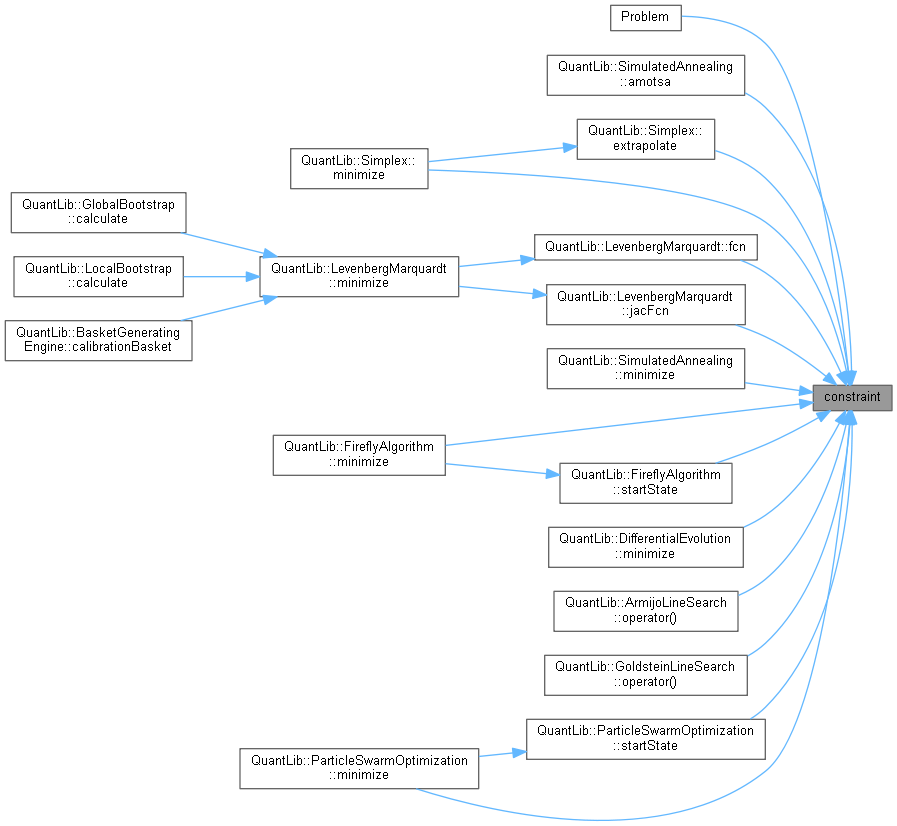 Problem
QuantLib::SimulatedAnnealing
::amotsa
QuantLib::Simplex::
extrapolate
QuantLib::Simplex::
minimize
QuantLib::GlobalBootstrap
::calculate
QuantLib::LevenbergMarquardt::fcn
QuantLib::LocalBootstrap
::calculate
QuantLib::LevenbergMarquardt
::minimize
QuantLib::LevenbergMarquardt
::jacFcn
QuantLib::BasketGenerating
Engine::calibrationBasket
QuantLib::SimulatedAnnealing
::minimize
constraint
QuantLib::FireflyAlgorithm
::minimize
QuantLib::FireflyAlgorithm
::startState
QuantLib::DifferentialEvolution
::minimize
QuantLib::ArmijoLineSearch
::operator()
QuantLib::GoldsteinLineSearch
::operator()
QuantLib::ParticleSwarmOptimization
::startState
QuantLib::ParticleSwarmOptimization
::minimize